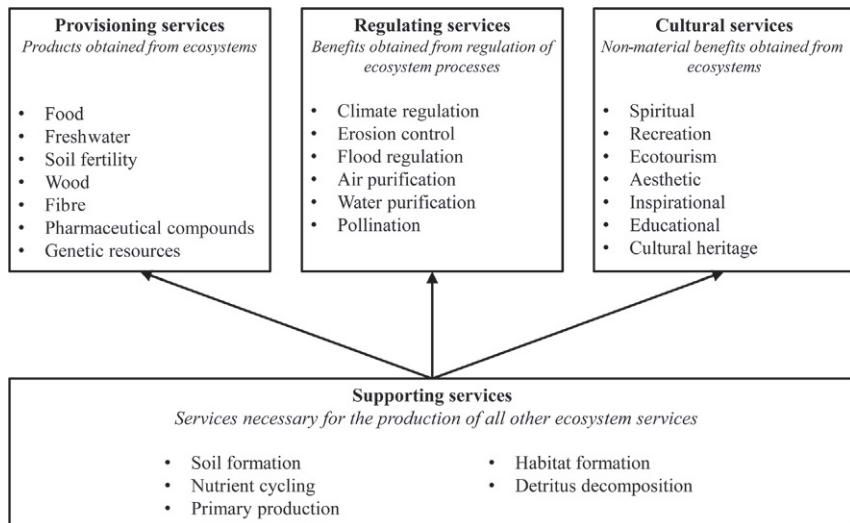 Provisioning services
Products obtained from ecosystems
• Food
• Freshwater
• Soil fertility
• Wood
• Fibre
• Pharmaceutical compounds
• Genetic resources
Regulating services
Benefits obtained from regulation of
ecosystem processes
• Climate regulation
• Erosion control
• Flood regulation
• Air purification
• Water purification
• Pollination
Cultural services
Non-material benefits obtained from
ecosystems
• Spiritual
• Recreation
• Ecotourism
• Aesthetic
• Inspirational
• Educational
• Cultural heritage
Supporting services
Services necessary for the production of all other ecosystem services
• Soil formation
• Nutrient cycling
• Primary production
• Habitat formation
• Detritus decomposition